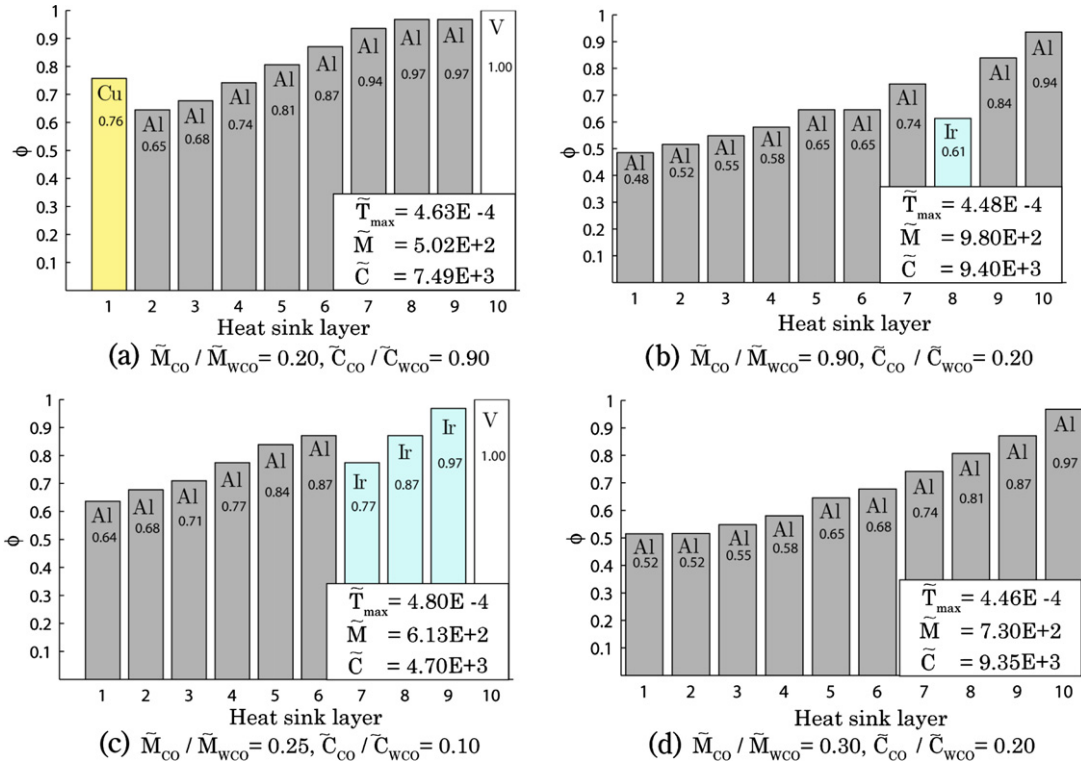 1
0.9
0.8
0.7
0.6
0.5
0.4
0.3
0.2
0.1
ϕ
Cu
0.76
Al
0.65
Al
0.68
Al
0.74
Al
0.81
Al
0.87
Al
0.94
Al
0.97
Al
0.97
V
1.00
T̃max = 4.63E -4
M̃ = 5.02E+2
C̃ = 7.49E+3
1 2 3 4 5 6 7 8 9 10
Heat sink layer
(a) M̃CO / M̃WCO = 0.20, C̃CO / C̃WCO = 0.90
1
0.9
0.8
0.7
0.6
0.5
0.4
0.3
0.2
0.1
ϕ
Al
0.48
Al
0.52
Al
0.55
Al
0.58
Al
0.65
Al
0.65
Al
0.74
Ir
0.61
Al
0.84
Al
0.94
T̃max = 4.48E -4
M̃ = 9.80E+2
C̃ = 9.40E+3
1 2 3 4 5 6 7 8 9 10
Heat sink layer
(b) M̃CO / M̃WCO = 0.90, C̃CO / C̃WCO = 0.20
1
0.9
0.8
0.7
0.6
0.5
0.4
0.3
0.2
0.1
ϕ
Al
0.64
Al
0.68
Al
0.71
Al
0.77
Al
0.84
Al
0.87
Ir
0.77
Ir
0.87
Ir
0.97
V
1.00
T̃max = 4.80E -4
M̃ = 6.13E+2
C̃ = 4.70E+3
1 2 3 4 5 6 7 8 9 10
Heat sink layer
(c) M̃CO / M̃WCO = 0.25, C̃CO / C̃WCO = 0.10
1
0.9
0.8
0.7
0.6
0.5
0.4
0.3
0.2
0.1
ϕ
Al
0.52
Al
0.52
Al
0.55
Al
0.58
Al
0.65
Al
0.68
Al
0.74
Al
0.81
Al
0.87
Al
0.97
T̃max = 4.46E -4
M̃ = 7.30E+2
C̃ = 9.35E+3
1 2 3 4 5 6 7 8 9 10
Heat sink layer
(d) M̃CO / M̃WCO = 0.30, C̃CO / C̃WCO = 0.20